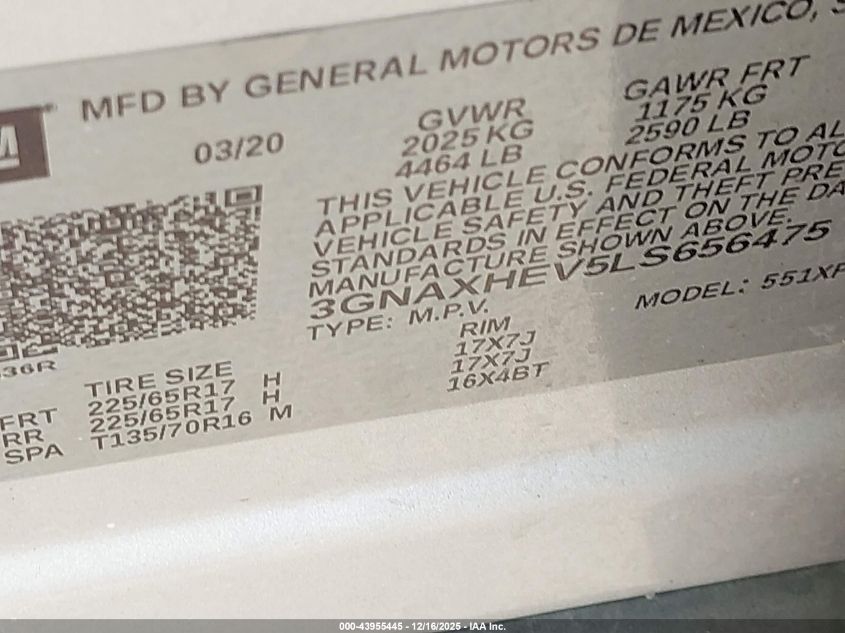 MFD BY GENERAL MOTORS DE MEXICO,
GM
03/20
GVWR
2025 KG
4464 LB
GAWR FRT
1175 KG
2590 LB
THIS VEHICLE CONFORMS TO AL
APPLICABLE U.S. FEDERAL MOTO
VEHICLE SAFETY AND THEFT PRE
STANDARDS IN EFFECT ON THE DA
MANUFACTURE SHOWN ABOVE.
3GNAXHEV5LS656475
TYPE: M.P.V.
MODEL: 551XF
36R
TIRE SIZE
RIM
FRT 225/65R17 H 17X7J
RR 225/65R17 H 17X7J
SPA T135/70R16 M 16X4BT
000-43955445 - 12/16/2025 - IAA Inc.